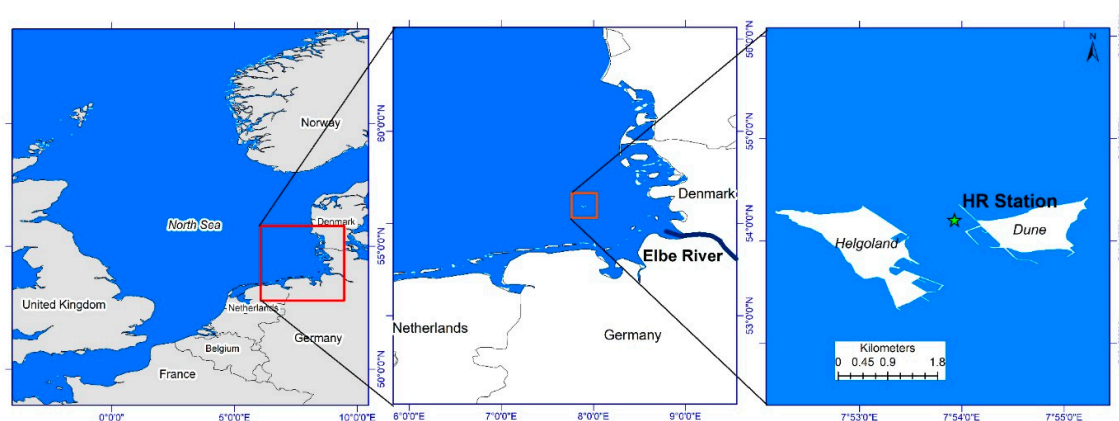 Norway
North Sea
Denmark
United Kingdom
Netherlands
Germany
Belgium
France
60°0'0"N
55°0'0"N
50°0'0"N
0°0'0"
5°0'0"E
10°0'0"E
Denmark
Elbe River
Netherlands
Germany
56°0'0"N
55°0'0"N
54°0'0"N
53°0'0"N
6°0'0"E
7°0'0"E
8°0'0"E
9°0'0"E
N
HR Station
Helgoland
Dune
Kilometers
0 0.45 0.9 1.8
7°53'0"E
7°54'0"E
7°55'0"E